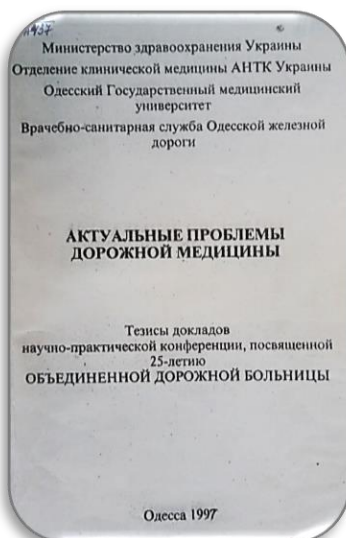 Министерство здравоохранения Украины
Отделение клинической медицины АНТК Украины
Одесский Государственный медицинский
университет
Врачебно-санитарная служба Одесской железной
дороги
АКТУАЛЬНЫЕ ПРОБЛЕМЫ
ДОРОЖНОЙ МЕДИЦИНЫ
Тезисы докладов
научно-практической конференции, посвященной
25-летию
ОБЪЕДИНЕННОЙ ДОРОЖНОЙ БОЛЬНИЦЫ
Одесса 1997